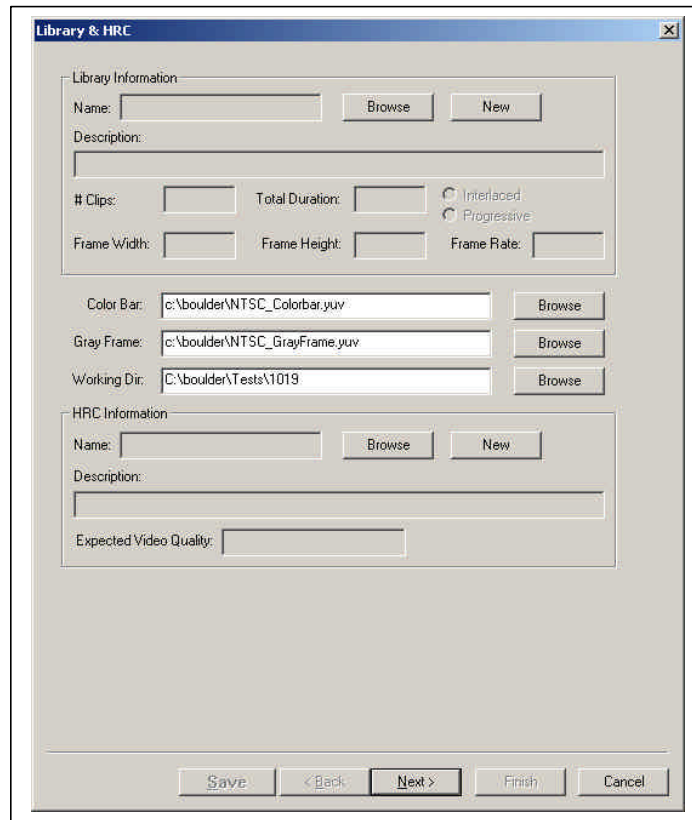 Library & HRC
Library Information
Name: Browse New
Description:
# Clips: Total Duration: Interlaced
Progressive
Frame Width: Frame Height: Frame Rate:
Color Bar: c:\boulder\NTSC_Colorbar.yuv Browse
Gray Frame: c:\boulder\NTSC_GrayFrame.yuv Browse
Working Dir: C:\boulder\Tests\1019 Browse
HRC Information
Name: Browse New
Description:
Expected Video Quality:
Save < Back Next > Finish Cancel